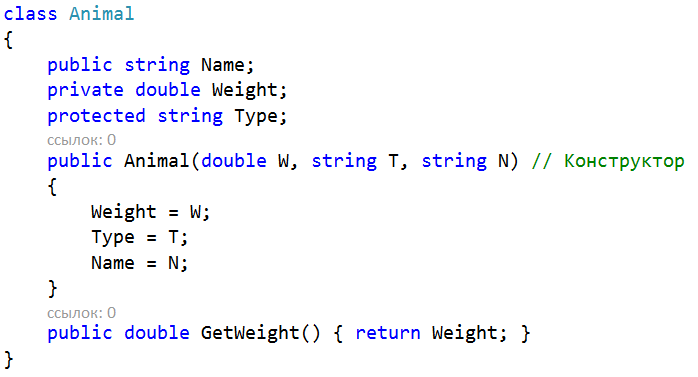 class Animal
{
public string Name;
private double Weight;
protected string Type;
ссылок: 0
public Animal(double W, string T, string N) // Конструктор
{
Weight = W;
Type = T;
Name = N;
}
ссылок: 0
public double GetWeight() { return Weight; }
}